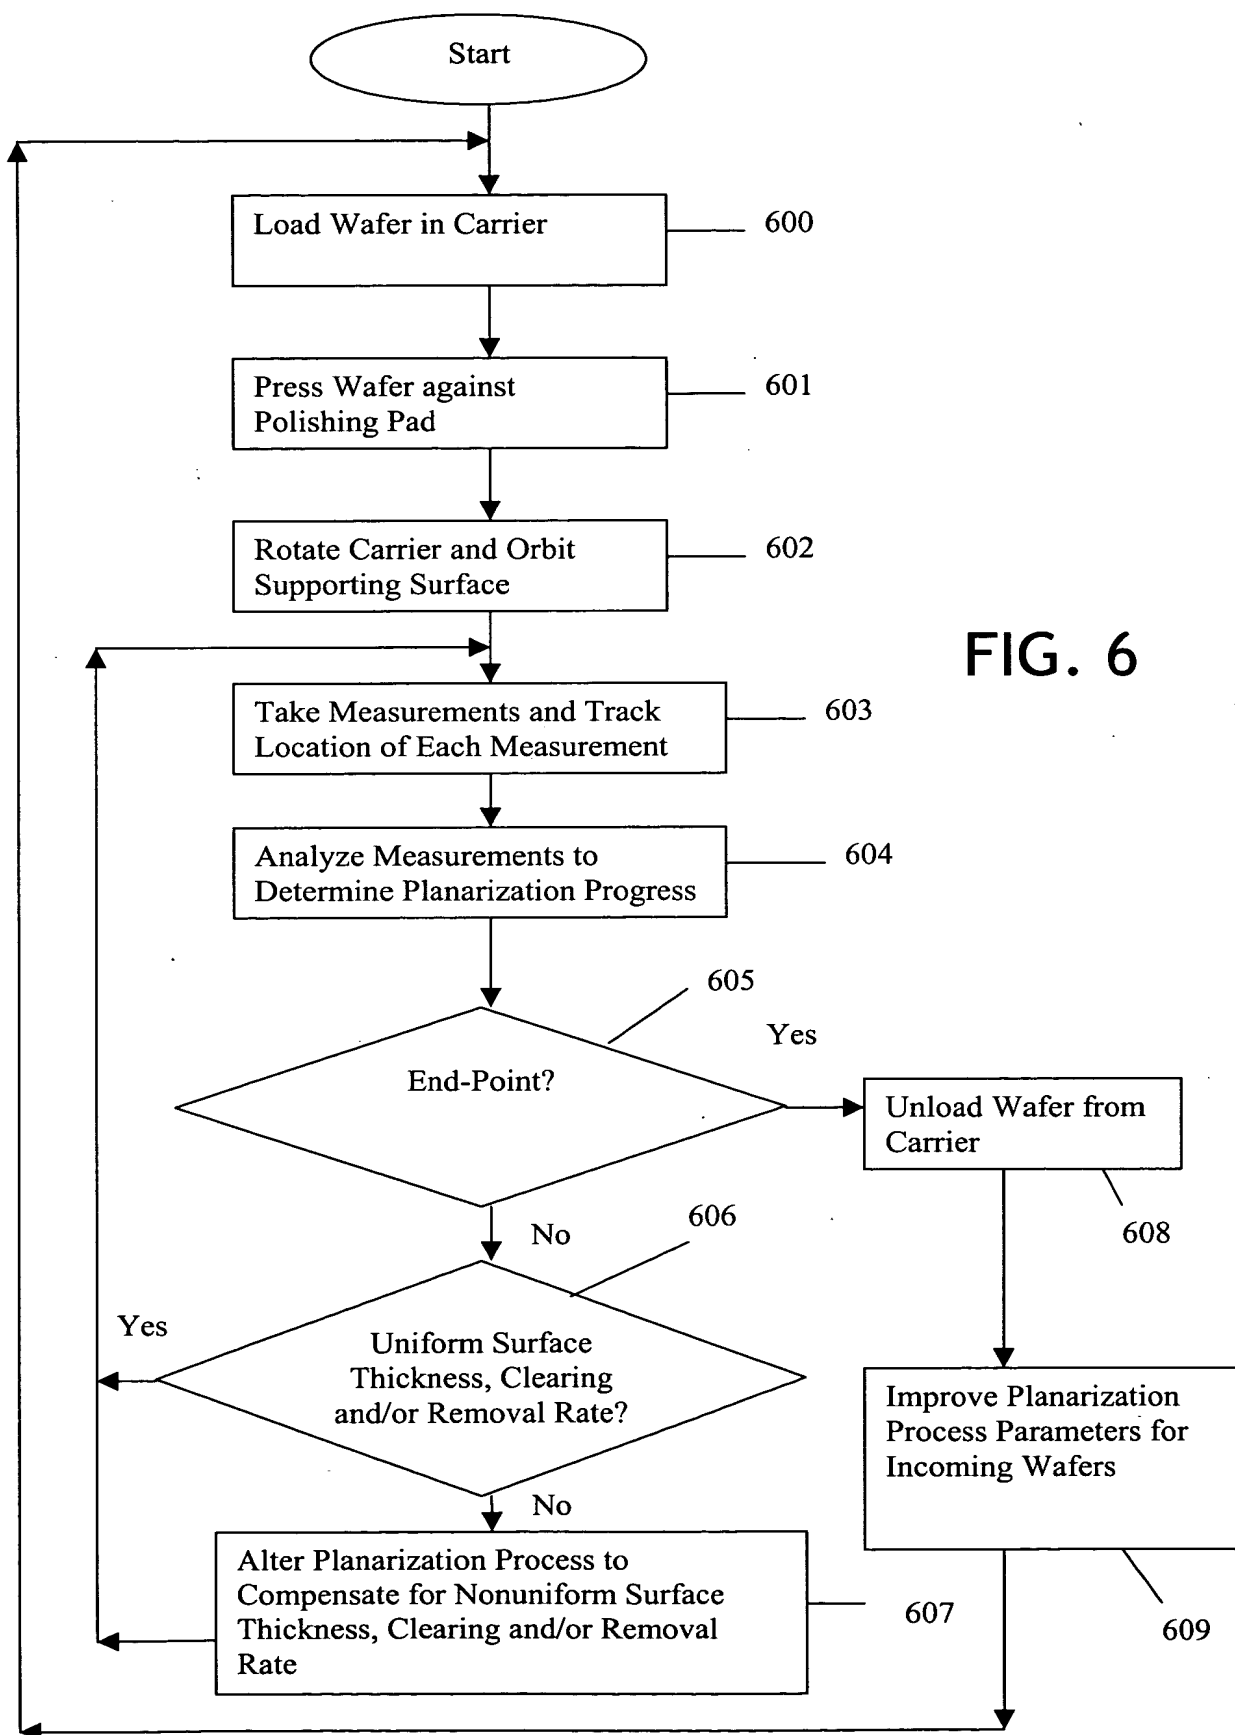 Start
Load Wafer in Carrier
600
Press Wafer against
Polishing Pad
601
Rotate Carrier and Orbit
Supporting Surface
602
FIG. 6
Take Measurements and Track
Location of Each Measurement
603
Analyze Measurements to
Determine Planarization Progress
604
605
End-Point?
Yes
Unload Wafer from
Carrier
608
No
606
Yes
Uniform Surface
Thickness, Clearing
and/or Removal Rate?
Improve Planarization
Process Parameters for
Incoming Wafers
609
No
Alter Planarization Process to
Compensate for Nonuniform Surface
Thickness, Clearing and/or Removal
Rate
607